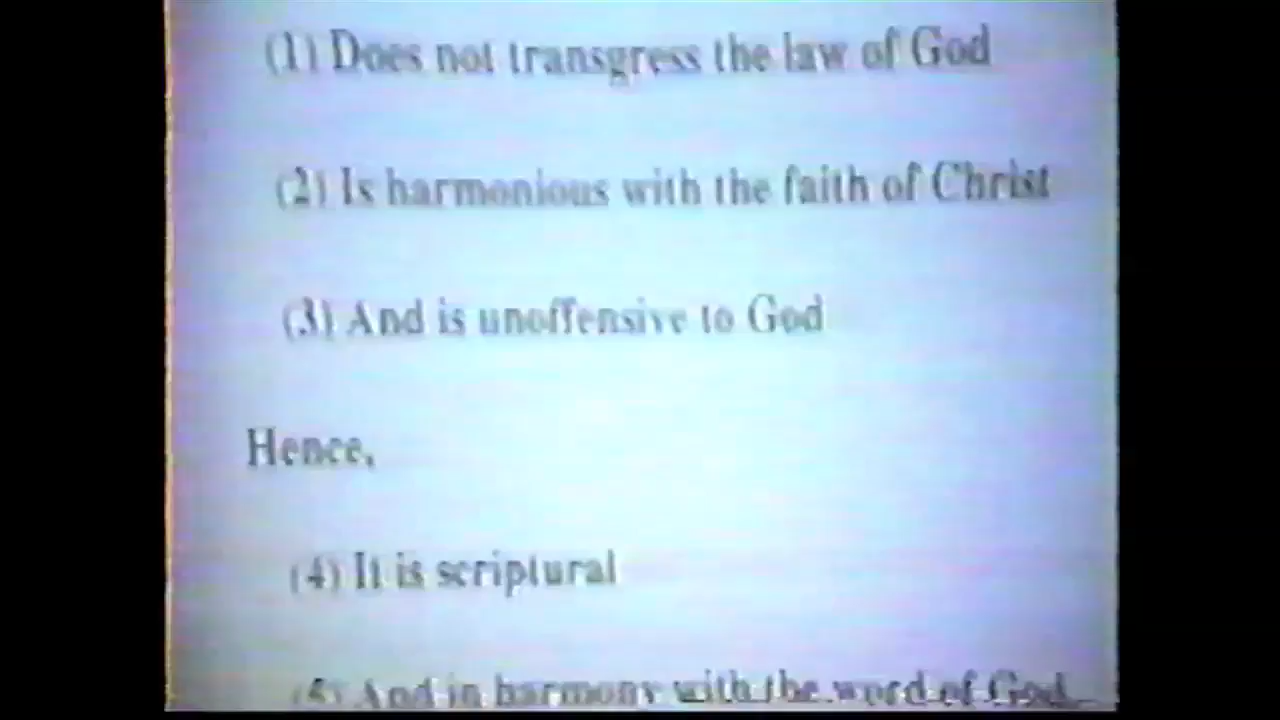 (1) Does not transgress the law of God
(2) Is harmonious with the faith of Christ
(3) And is unoffensive to God
Hence,
(4) It is scriptural
(5) And in harmony with the word of God